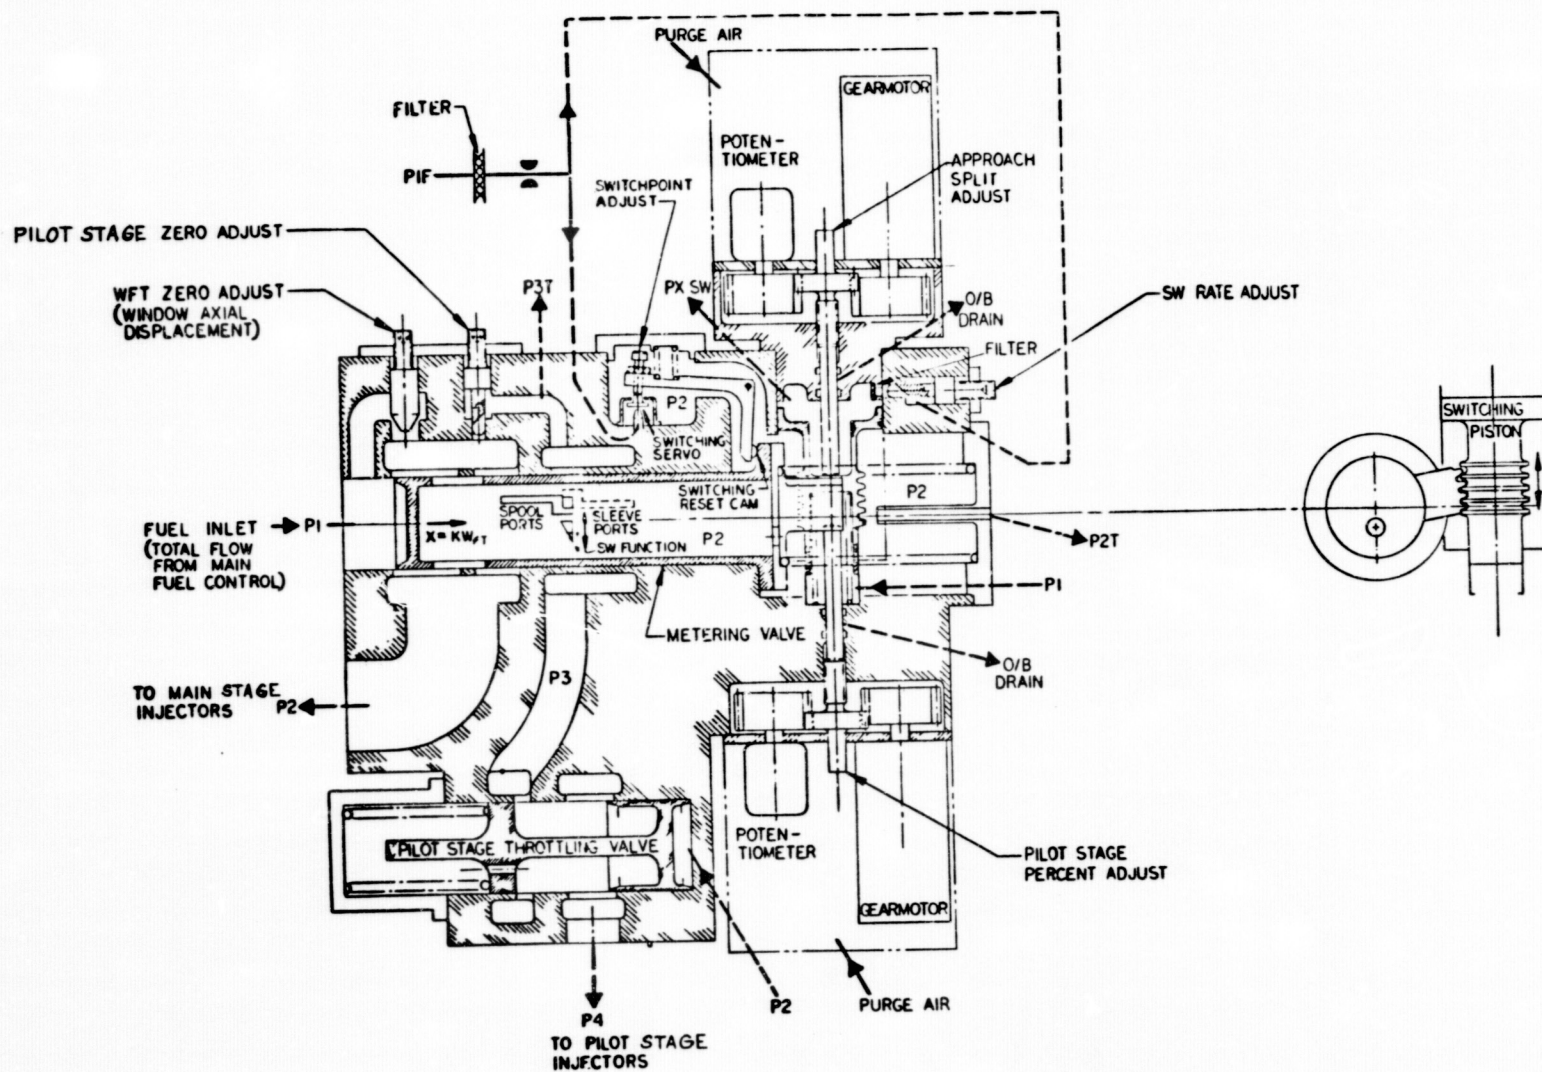 PURGE AIR
GEARMOTOR
FILTER
POTEN-
TIOMETER
APPROACH
SPLIT
ADJUST
P1F
SWITCHPOINT
ADJUST
PILOT STAGE ZERO ADJUST
P3T
PX SW
O/B
DRAIN
SW RATE ADJUST
WFT ZERO ADJUST
(WINDOW AXIAL
DISPLACEMENT)
FILTER
P2
SWITCHING
SERVO
SWITCHING
PISTON
SWITCHING
RESET CAM
P2
SPOOL
PORTS
SLEEVE
PORTS
FUEL INLET
(TOTAL FLOW
FROM MAIN
FUEL CONTROL)
P1
X = KWFT
SW FUNCTION
P2
P2T
P1
METERING VALVE
O/B
DRAIN
P3
TO MAIN STAGE
INJECTORS
P2
POTEN-
TIOMETER
PILOT STAGE THROTTLING VALVE
PILOT STAGE
PERCENT ADJUST
GEARMOTOR
P2
PURGE AIR
P4
TO PILOT STAGE
INJECTORS